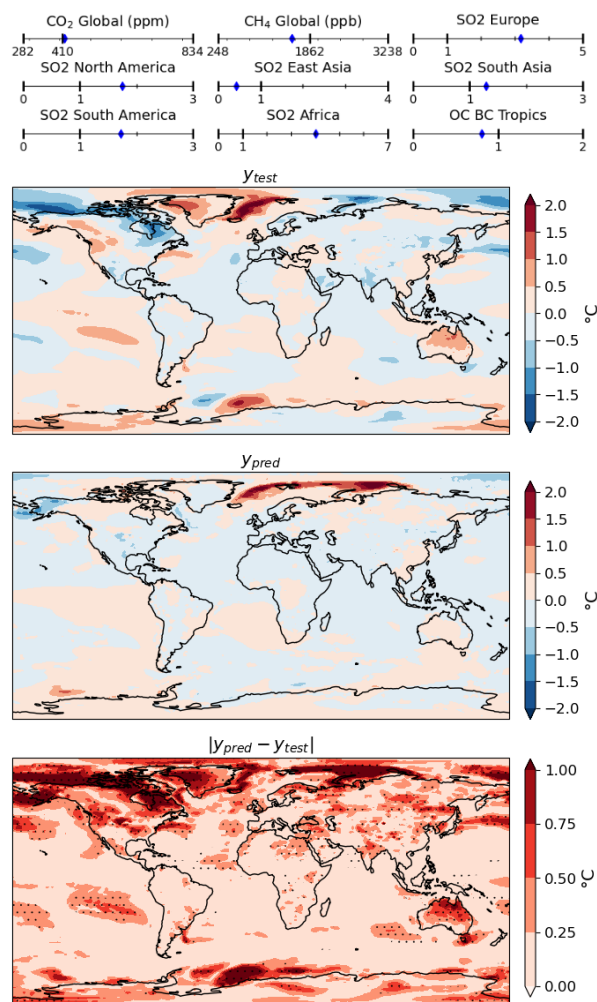 CO₂ Global (ppm) CH₄ Global (ppb) SO2 Europe
282 410 834 248 1862 3238 0 1 5
SO2 North America SO2 East Asia SO2 South Asia
0 1 3 0 1 4 0 1 3
SO2 South America SO2 Africa OC BC Tropics
0 1 3 0 1 7 0 1 2
y_test
2.0
1.5
1.0
0.5
0.0
−0.5
−1.0
−1.5
−2.0
°C
y_pred
2.0
1.5
1.0
0.5
0.0
−0.5
−1.0
−1.5
−2.0
°C
|y_pred − y_test|
1.00
0.75
0.50
0.25
0.00
°C